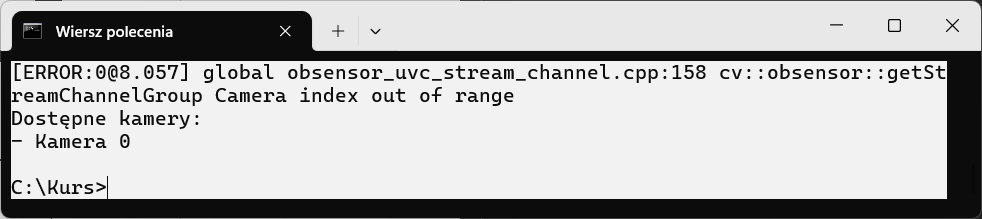 Wiersz polecenia
[ERROR:0@8.057] global obsensor_uvc_stream_channel.cpp:158 cv::obsensor::getSt
reamChannelGroup Camera index out of range
Dostępne kamery:
- Kamera 0
C:\Kurs>